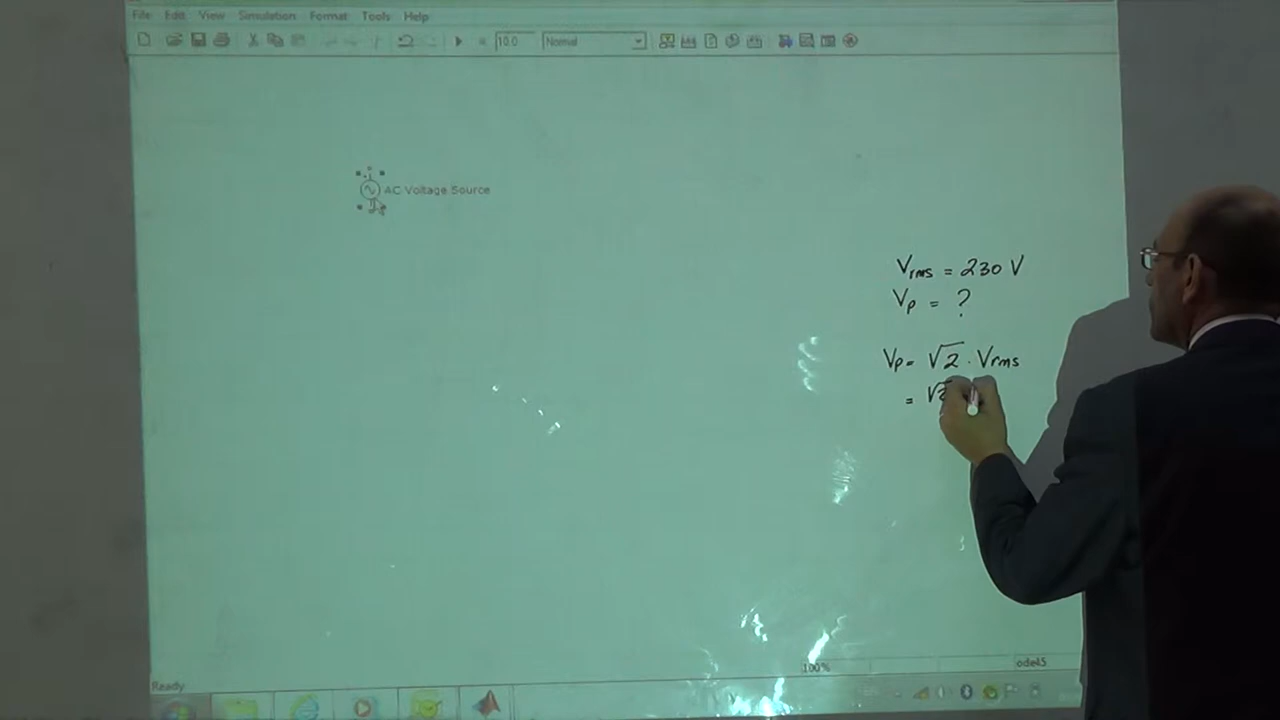 File Edit View Simulation Format Tools Help
10.0 Normal
AC Voltage Source
Vrms = 230 V
Vp = ?
Vp = √2 . Vrms
= √2
100% ode45
Ready